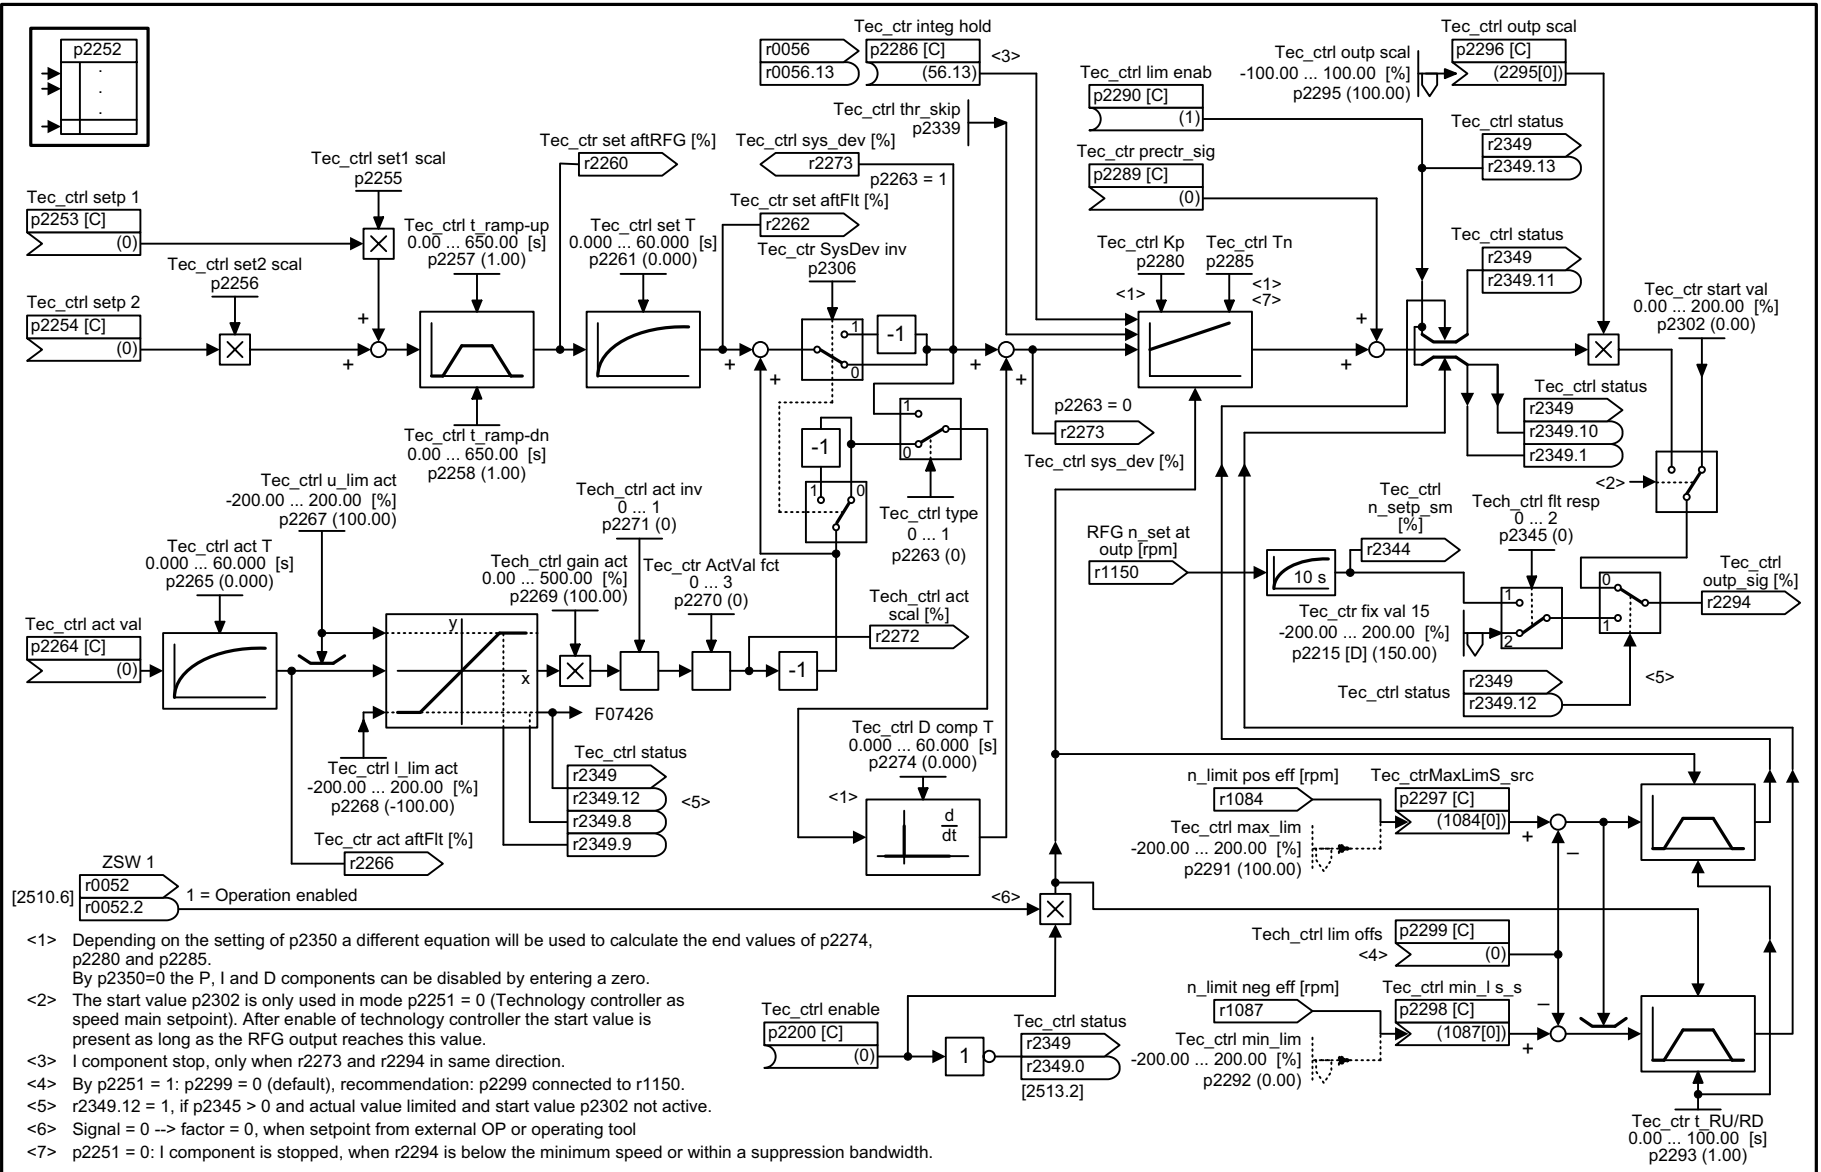 p2252
Tec_ctr integ hold
r0056
r0056.13
p2286 [C]
(56.13)
<3>
Tec_ctrl thr_skip
p2339
Tec_ctrl outp scal
-100.00 ... 100.00 [%]
p2295 (100.00)
Tec_ctrl outp scal
p2296 [C]
(2295[0])
Tec_ctrl lim enab
p2290 [C]
(1)
Tec_ctrl status
r2349
r2349.13
Tec_ctr prectr_sig
p2289 [C]
(0)
Tec_ctrl status
r2349
r2349.11
Tec_ctr set aftRFG [%]
r2260
Tec_ctrl sys_dev [%]
r2273
p2263 = 1
Tec_ctr set aftFlt [%]
r2262
Tec_ctrl set1 scal
p2255
Tec_ctrl setp 1
p2253 [C]
(0)
Tec_ctrl set2 scal
p2256
Tec_ctrl setp 2
p2254 [C]
(0)
+
+
Tec_ctrl t_ramp-up
0.00 ... 650.00 [s]
p2257 (1.00)
Tec_ctrl t_ramp-dn
0.00 ... 650.00 [s]
p2258 (1.00)
Tec_ctrl set T
0.000 ... 60.000 [s]
p2261 (0.000)
+
+
Tec_ctr SysDev inv
p2306
1
0
-1
+
+
Tec_ctrl Kp
p2280
<1>
Tec_ctrl Tn
p2285
<1>
<7>
+
+
p2263 = 0
r2273
Tec_ctrl sys_dev [%]
-1
1
0
1
0
Tec_ctrl type
0 ... 1
p2263 (0)
Tec_ctr start val
0.00 ... 200.00 [%]
p2302 (0.00)
Tec_ctrl status
r2349
r2349.10
r2349.1
<2>
Tec_ctrl u_lim act
-200.00 ... 200.00 [%]
p2267 (100.00)
Tec_ctrl act T
0.000 ... 60.000 [s]
p2265 (0.000)
Tec_ctrl act val
p2264 [C]
(0)
y
x
Tec_ctrl l_lim act
-200.00 ... 200.00 [%]
p2268 (-100.00)
Tec_ctr act aftFlt [%]
r2266
Tech_ctrl act inv
0 ... 1
p2271 (0)
Tech_ctrl gain act
0.00 ... 500.00 [%]
p2269 (100.00)
Tec_ctr ActVal fct
0 ... 3
p2270 (0)
-1
Tech_ctrl act
scal [%]
r2272
F07426
Tec_ctrl status
r2349
r2349.12
r2349.8
r2349.9
<5>
Tec_ctrl D comp T
0.000 ... 60.000 [s]
p2274 (0.000)
<1>
d
dt
RFG n_set at
outp [rpm]
r1150
10 s
Tec_ctrl
n_setp_sm
[%]
r2344
Tech_ctrl flt resp
0 ... 2
p2345 (0)
1
2
0
1
Tec_ctrl
outp_sig [%]
r2294
Tec_ctr fix val 15
-200.00 ... 200.00 [%]
p2215 [D] (150.00)
Tec_ctrl status
r2349
r2349.12
<5>
n_limit pos eff [rpm]
r1084
Tec_ctrl max_lim
-200.00 ... 200.00 [%]
p2291 (100.00)
Tec_ctrMaxLimS_src
p2297 [C]
(1084[0])
+
–
Tech_ctrl lim offs
<4>
p2299 [C]
(0)
n_limit neg eff [rpm]
r1087
Tec_ctrl min_lim
-200.00 ... 200.00 [%]
p2292 (0.00)
Tec_ctrl min_l s_s
p2298 [C]
(1087[0])
–
+
Tec_ctr t_RU/RD
0.00 ... 100.00 [s]
p2293 (1.00)
ZSW 1
[2510.6]
r0052
r0052.2
1 = Operation enabled
<6>
Tec_ctrl enable
p2200 [C]
(0)
1
Tec_ctrl status
r2349
r2349.0
[2513.2]
<1> Depending on the setting of p2350 a different equation will be used to calculate the end values of p2274,
p2280 and p2285.
By p2350=0 the P, I and D components can be disabled by entering a zero.
<2> The start value p2302 is only used in mode p2251 = 0 (Technology controller as
speed main setpoint). After enable of technology controller the start value is
present as long as the RFG output reaches this value.
<3> I component stop, only when r2273 and r2294 in same direction.
<4> By p2251 = 1: p2299 = 0 (default), recommendation: p2299 connected to r1150.
<5> r2349.12 = 1, if p2345 > 0 and actual value limited and start value p2302 not active.
<6> Signal = 0 --> factor = 0, when setpoint from external OP or operating tool
<7> p2251 = 0: I component is stopped, when r2294 is below the minimum speed or within a suppression bandwidth.